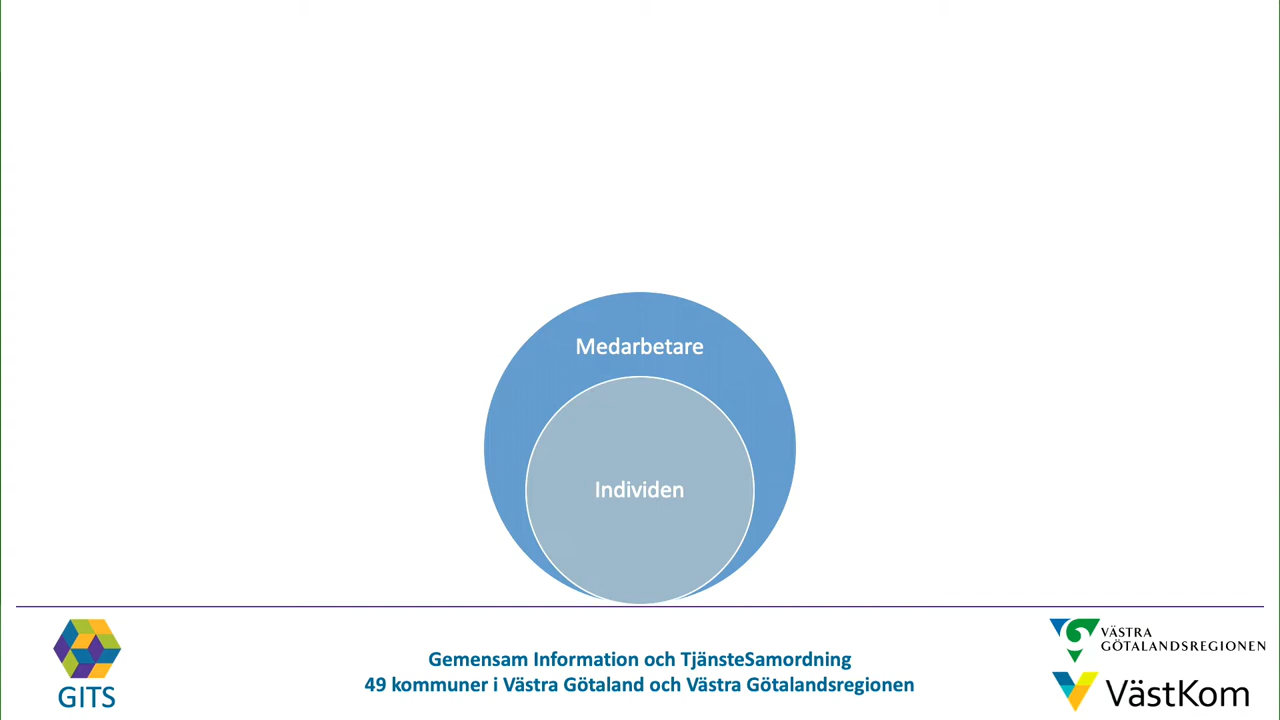 Medarbetare
Individen
Gemensam Information och TjänsteSamordning
49 kommuner i Västra Götaland och Västra Götalandsregionen
GITS
VÄSTRA
GÖTALANDSREGIONEN
VästKom